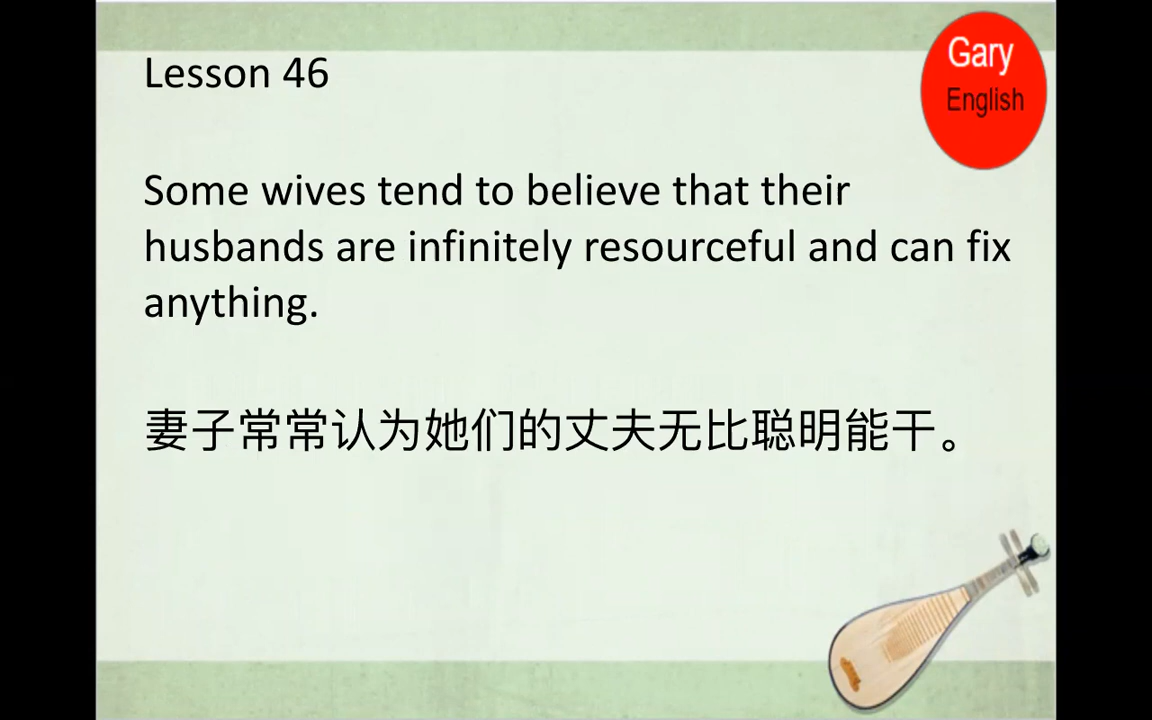 Lesson 46
Gary
English
Some wives tend to believe that their
husbands are infinitely resourceful and can fix
anything.
妻子常常认为她们的丈夫无比聪明能干。